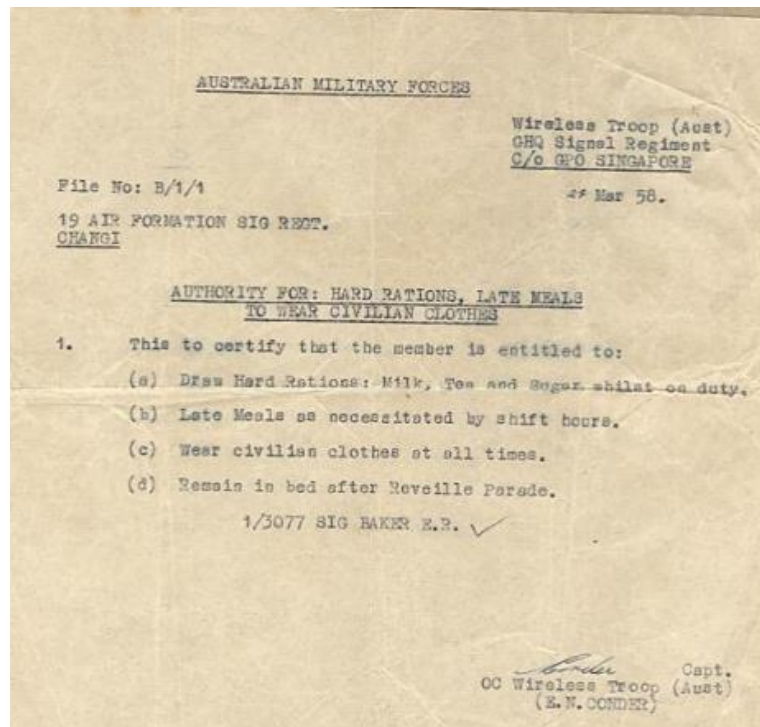 AUSTRALIAN MILITARY FORCES
Wireless Troop (Aust)
GHQ Signal Regiment
C/o GPO SINGAPORE
File No: B/1/1
Mar 58.
19 AIR FORMATION SIG REGT.
CHANGI
AUTHORITY FOR: HARD RATIONS, LATE MEALS
TO WEAR CIVILIAN CLOTHES
1. This to certify that the member is entitled to:
(a) Draw Hard Rations: Milk, Tea and Sugar whilst on duty.
(b) Late Meals as necessitated by shift hours.
(c) Wear civilian clothes at all times.
(d) Remain in bed after Reveille Parade.
1/3077 SIG BAKER E.R.
Conder Capt.
OC Wireless Troop (Aust)
(E.N.CONDER)